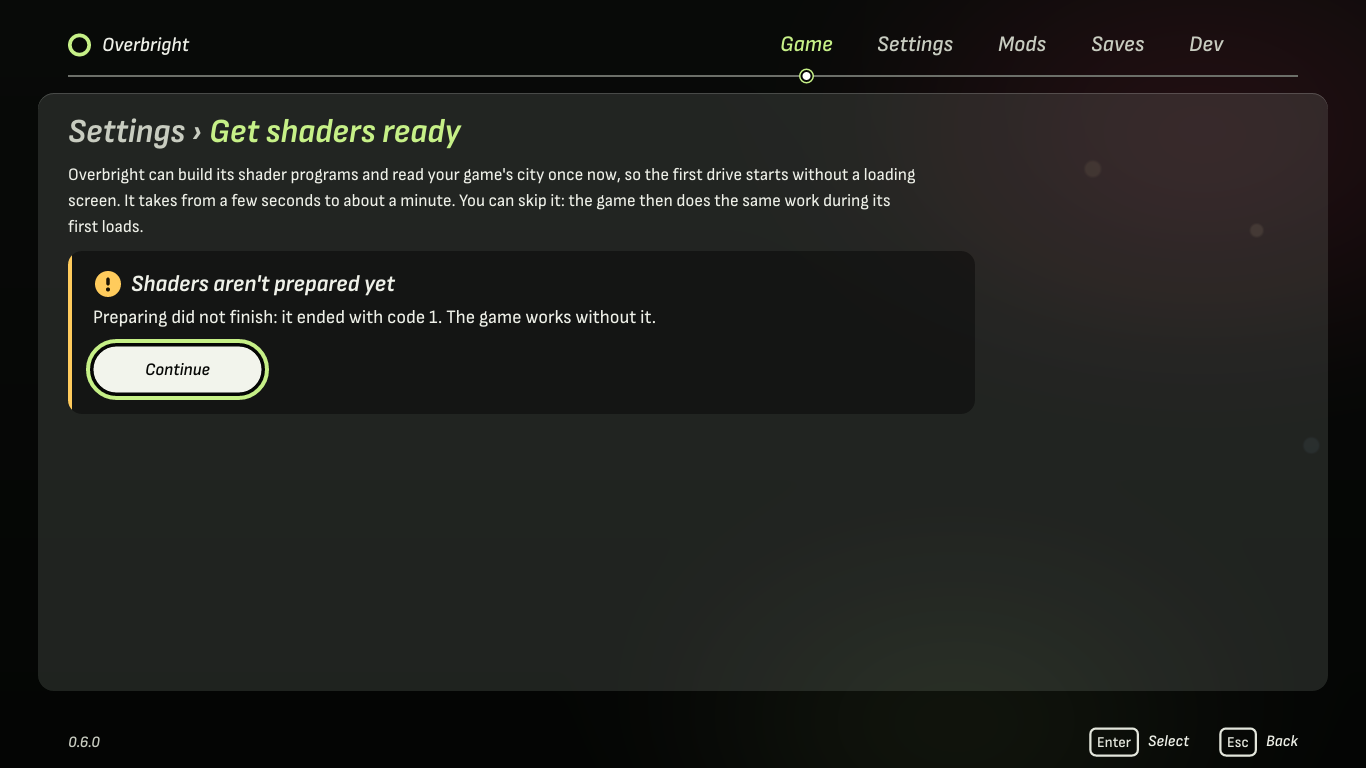 Overbright
Game
Settings
Mods
Saves
Dev
Settings › Get shaders ready
Overbright can build its shader programs and read your game's city once now, so the first drive starts without a loading
screen. It takes from a few seconds to about a minute. You can skip it: the game then does the same work during its
first loads.
Shaders aren't prepared yet
Preparing did not finish: it ended with code 1. The game works without it.
Continue
0.6.0
Enter Select
Esc Back